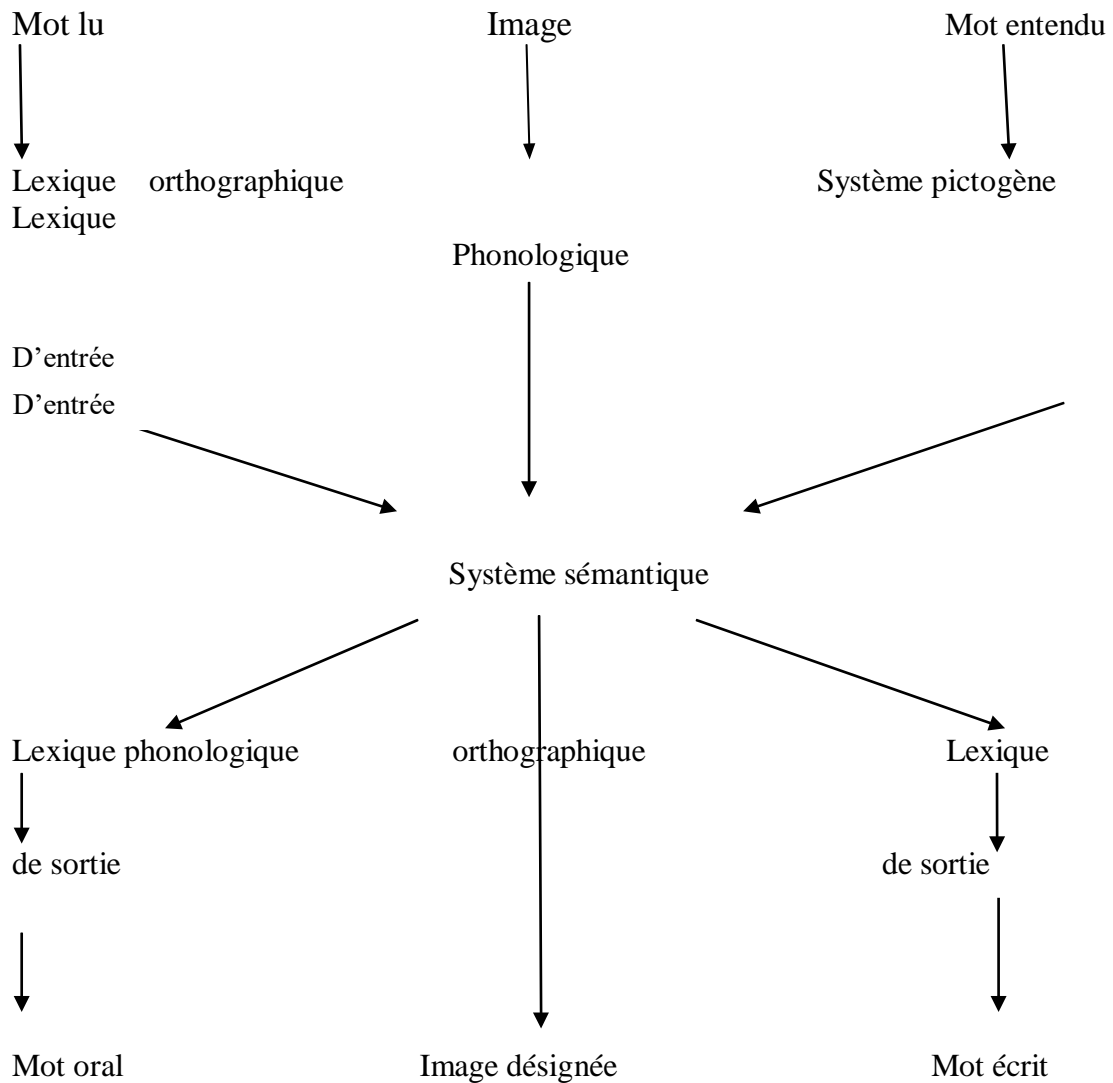 Mot lu Image Mot entendu
Lexique orthographique Système pictogène
Lexique
Phonologique
D’entrée
D’entrée
Système sémantique
Lexique phonologique orthographique Lexique
de sortie de sortie
Mot oral Image désignée Mot écrit